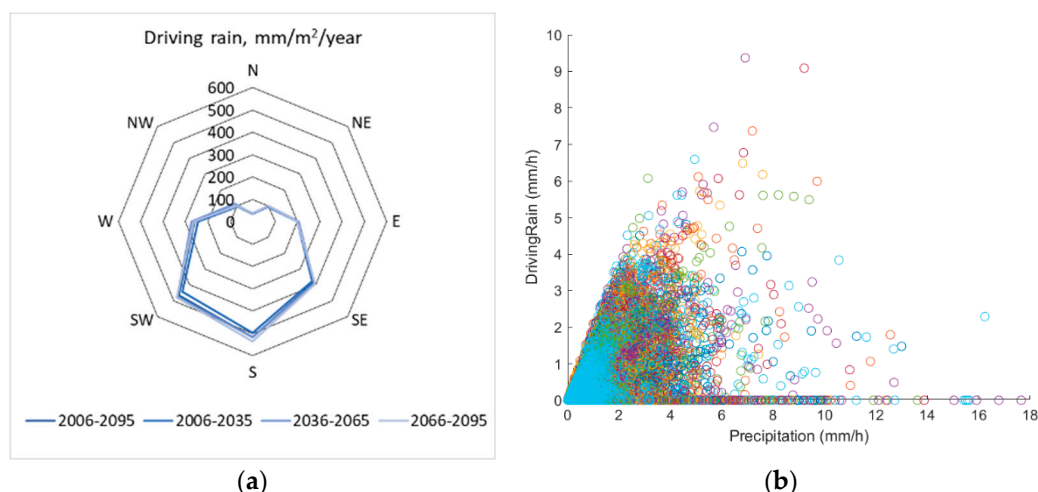 Driving rain, mm/m²/year
N
NE
E
SE
S
SW
W
NW
600
500
400
300
200
100
0
2006-2095 2006-2035 2036-2065 2066-2095
(a)
10
9
8
7
6
5
4
3
2
1
0
DrivingRain (mm/h)
0 2 4 6 8 10 12 14 16 18
Precipitation (mm/h)
(b)